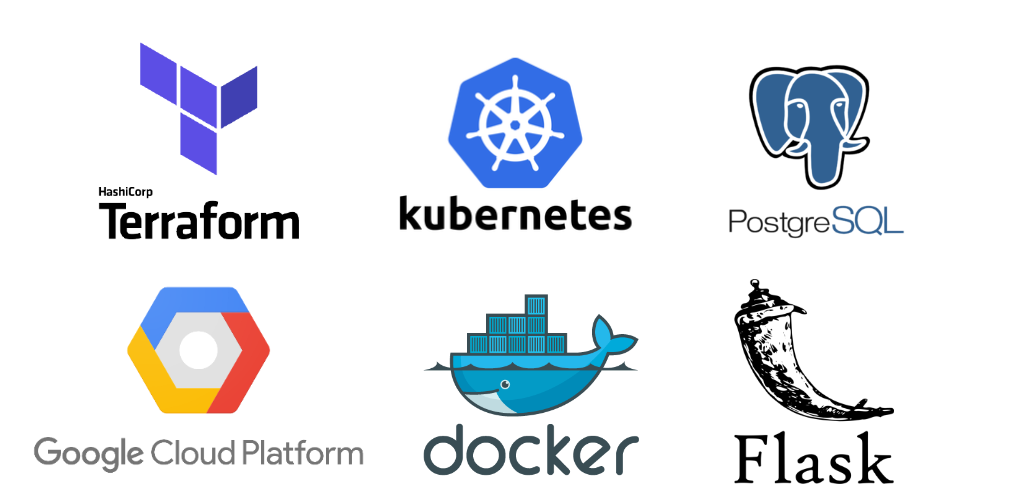 HashiCorp
Terraform
kubernetes
PostgreSQL
Google Cloud Platform
docker
Flask